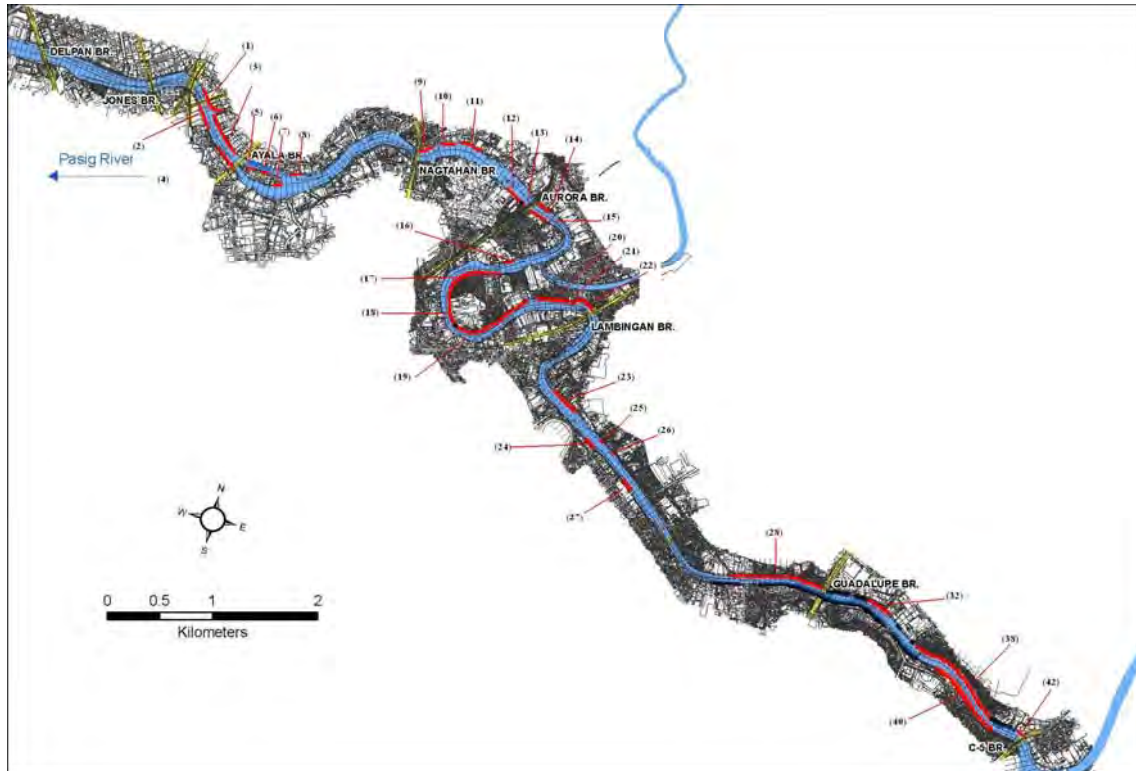 DELPAN BR.
(1)
(3)
JONES BR.
(2)
(5)
(6)
(7)
(8)
AYALA BR.
Pasig River
(4)
(9)
(10)
(11)
(12)
(13)
(14)
NAGTAHAN BR.
AURORA BR.
(15)
(16)
(17)
(18)
(19)
(20)
(21)
(22)
LAMBINGAN BR.
(23)
(24)
(25)
(26)
(27)
N
W
E
S
0 0.5 1 2
Kilometers
(28)
GUADALUPE BR.
(32)
(40)
(42)
C-5 BR.